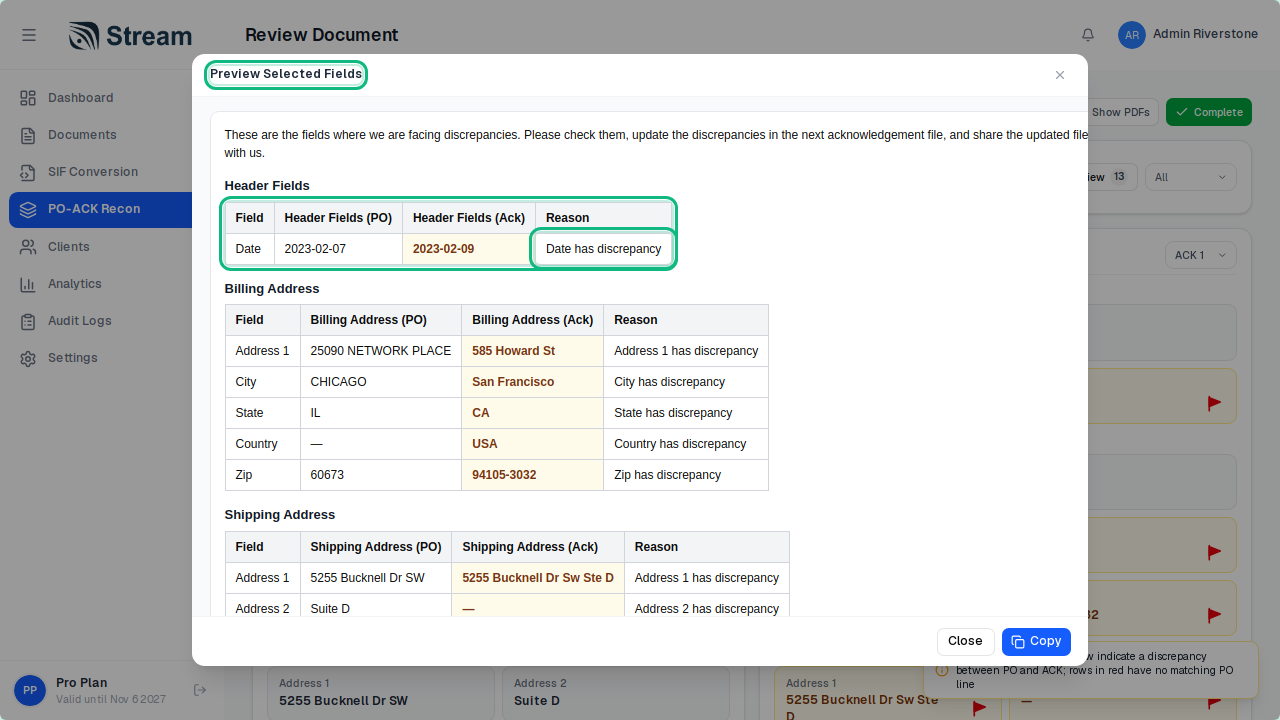 Stream
Review Document
AR
Admin Riverstone
Dashboard
Documents
SIF Conversion
PO-ACK Recon
Clients
Analytics
Audit Logs
Settings
PP
Pro Plan
Valid until Nov 6 2027
Show PDFs
Complete
13
All
ACK 1
Preview Selected Fields
These are the fields where we are facing discrepancies. Please check them, update the discrepancies in the next acknowledgement file, and share the updated file
with us.
Header Fields
Field Header Fields (PO) Header Fields (Ack) Reason
Date 2023-02-07 2023-02-09 Date has discrepancy
Billing Address
Field Billing Address (PO) Billing Address (Ack) Reason
Address 1 25090 NETWORK PLACE 585 Howard St Address 1 has discrepancy
City CHICAGO San Francisco City has discrepancy
State IL CA State has discrepancy
Country — USA Country has discrepancy
Zip 60673 94105-3032 Zip has discrepancy
Shipping Address
Field Shipping Address (PO) Shipping Address (Ack) Reason
Address 1 5255 Bucknell Dr SW 5255 Bucknell Dr Sw Ste D Address 1 has discrepancy
Address 2 Suite D — Address 2 has discrepancy
Close
Copy
indicate a discrepancy
between PO and ACK; rows in red have no matching PO
line
Address 1
5255 Bucknell Dr SW
Address 2
Suite D
Address 1
5255 Bucknell Dr Sw Ste
D
—